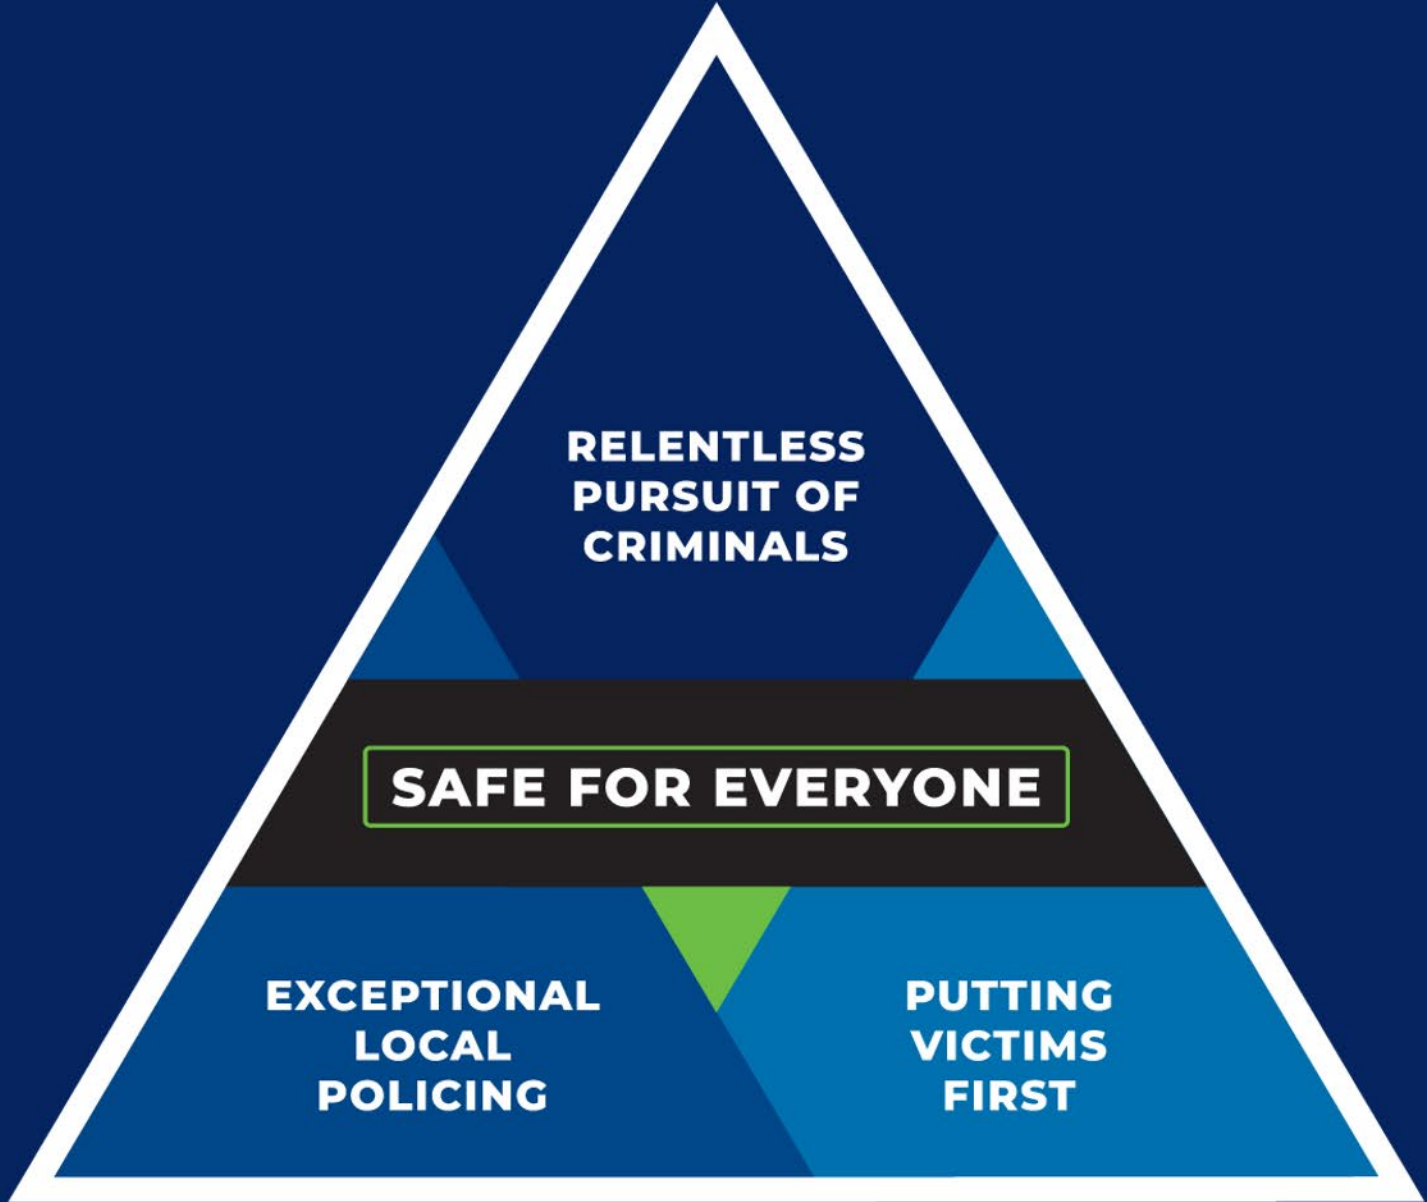 RELENTLESS
PURSUIT OF
CRIMINALS
SAFE FOR EVERYONE
EXCEPTIONAL
LOCAL
POLICING
PUTTING
VICTIMS
FIRST